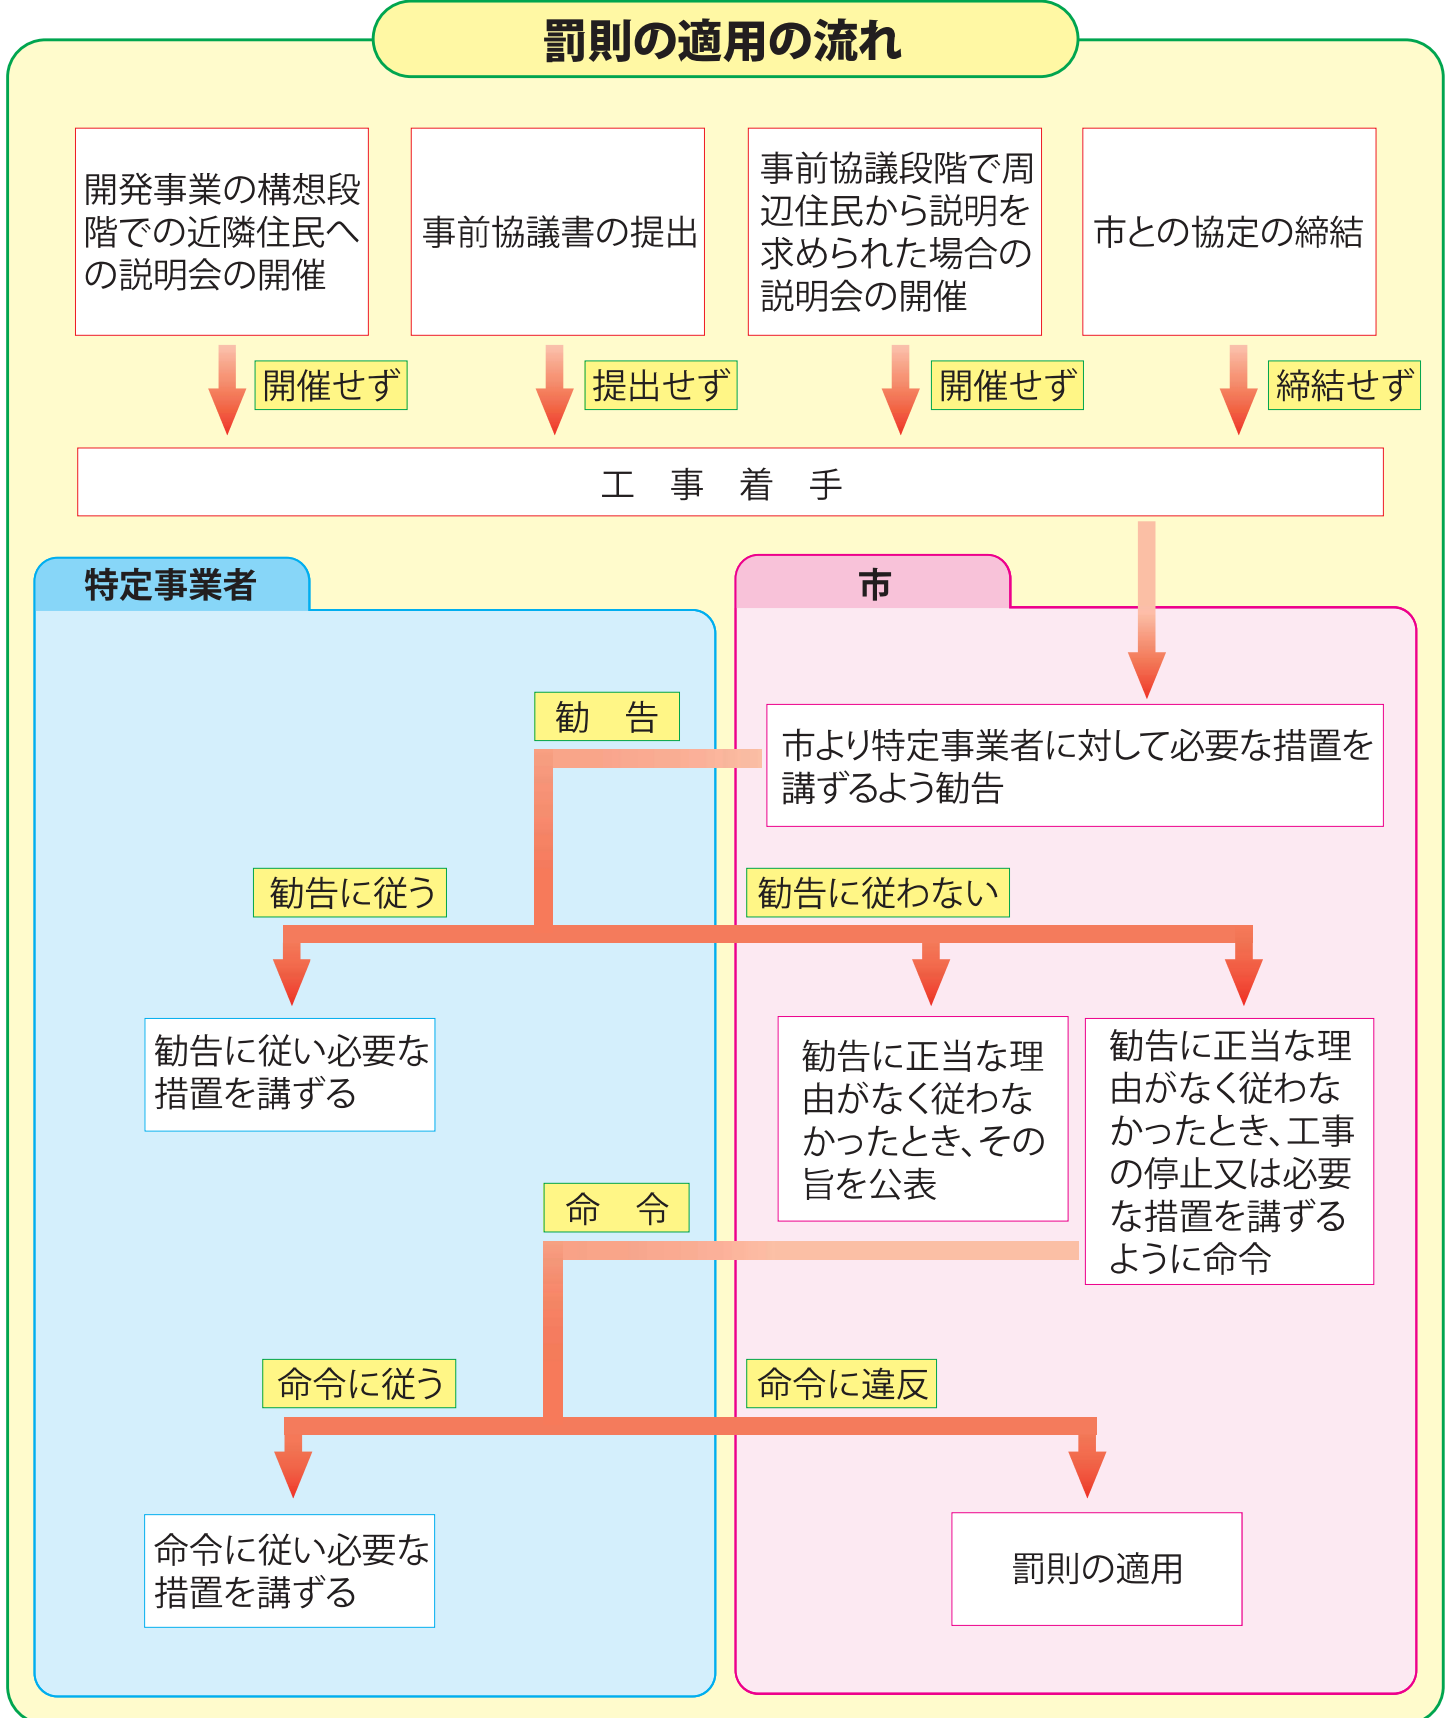 罰則の適用の流れ
開発事業の構想段
階での近隣住民へ
の説明会の開催
事前協議書の提出
事前協議段階で周
辺住民から説明を
求められた場合の
説明会の開催
市との協定の締結
開催せず
提出せず
開催せず
締結せず
工　事　着　手
特定事業者
市
勧　告
市より特定事業者に対して必要な措置を
講ずるよう勧告
勧告に従う
勧告に従わない
勧告に従い必要な
措置を講ずる
勧告に正当な理
由がなく従わな
かったとき、その
旨を公表
勧告に正当な理
由がなく従わな
かったとき、工事
の停止又は必要
な措置を講ずる
ように命令
命　令
命令に従う
命令に違反
命令に従い必要な
措置を講ずる
罰則の適用